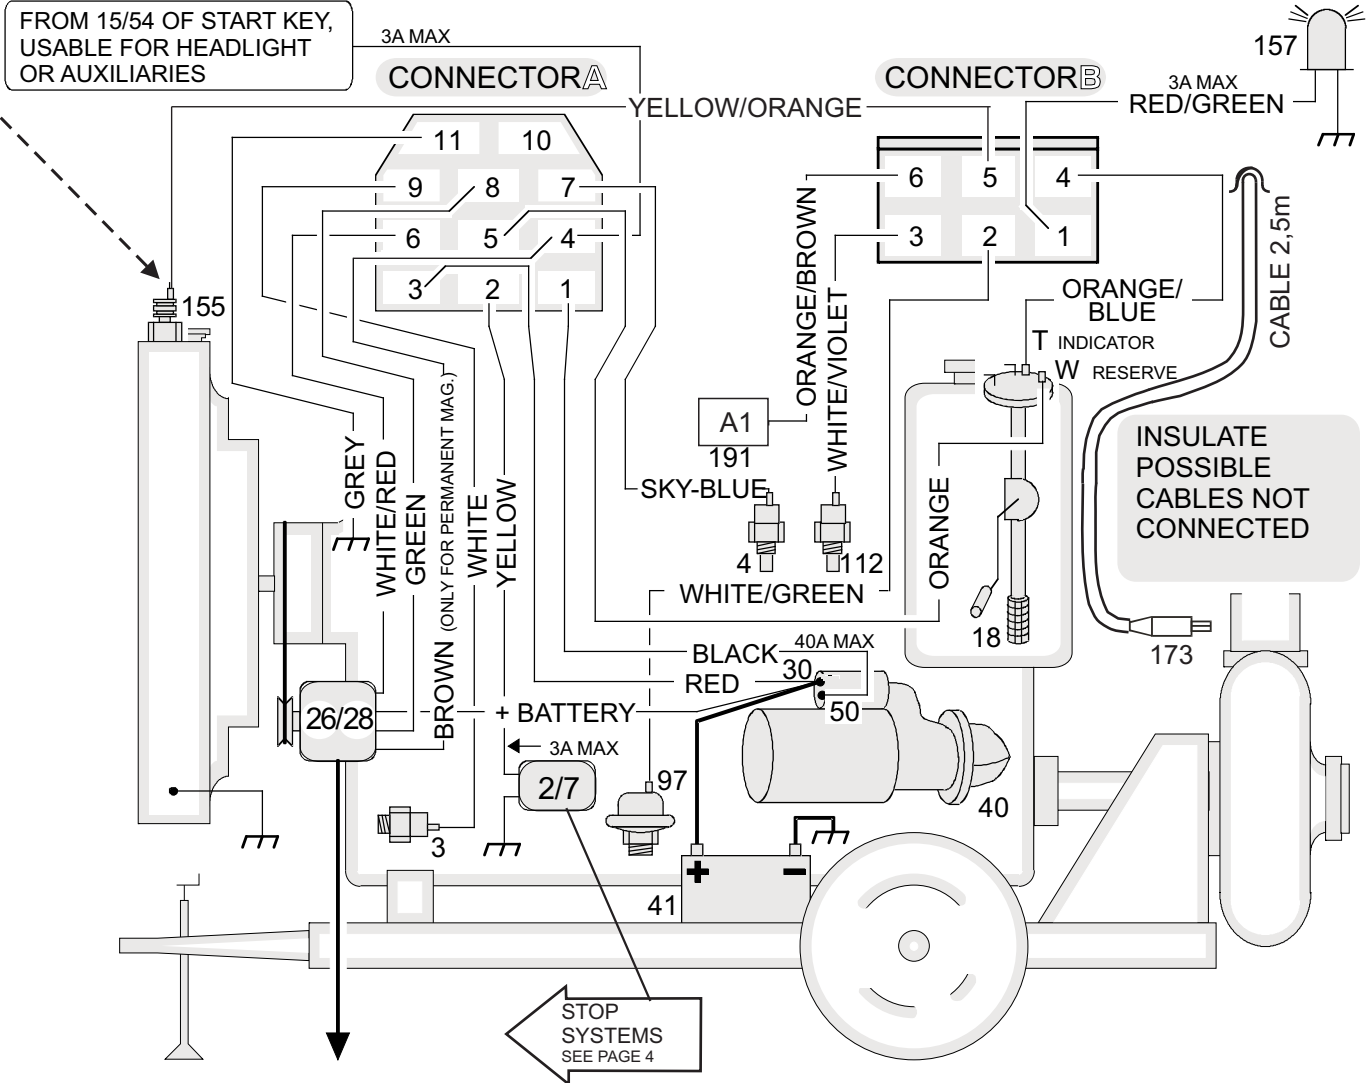 FROM 15/54 OF START KEY,
USABLE FOR HEADLIGHT
OR AUXILIARIES
3A MAX
CONNECTOR A
CONNECTOR B
157
3A MAX
RED/GREEN
YELLOW/ORANGE
11 10
9 8 7
6 5 4
3 2 1
6 5 4
3 2 1
155
ORANGE/BROWN
WHITE/VIOLET
ORANGE/
BLUE
CABLE 2,5m
T INDICATOR
W RESERVE
A1
191
SKY-BLUE
4
112
INSULATE
POSSIBLE
CABLES NOT
CONNECTED
GREY
WHITE/RED
GREEN
BROWN (ONLY FOR PERMANENT MAG.)
WHITE
YELLOW
ORANGE
WHITE/GREEN
18
173
BLACK
40A MAX
RED
30
26/28
+ BATTERY
50
3A MAX
2/7
97
40
3
+
−
41
STOP
SYSTEMS
SEE PAGE 4